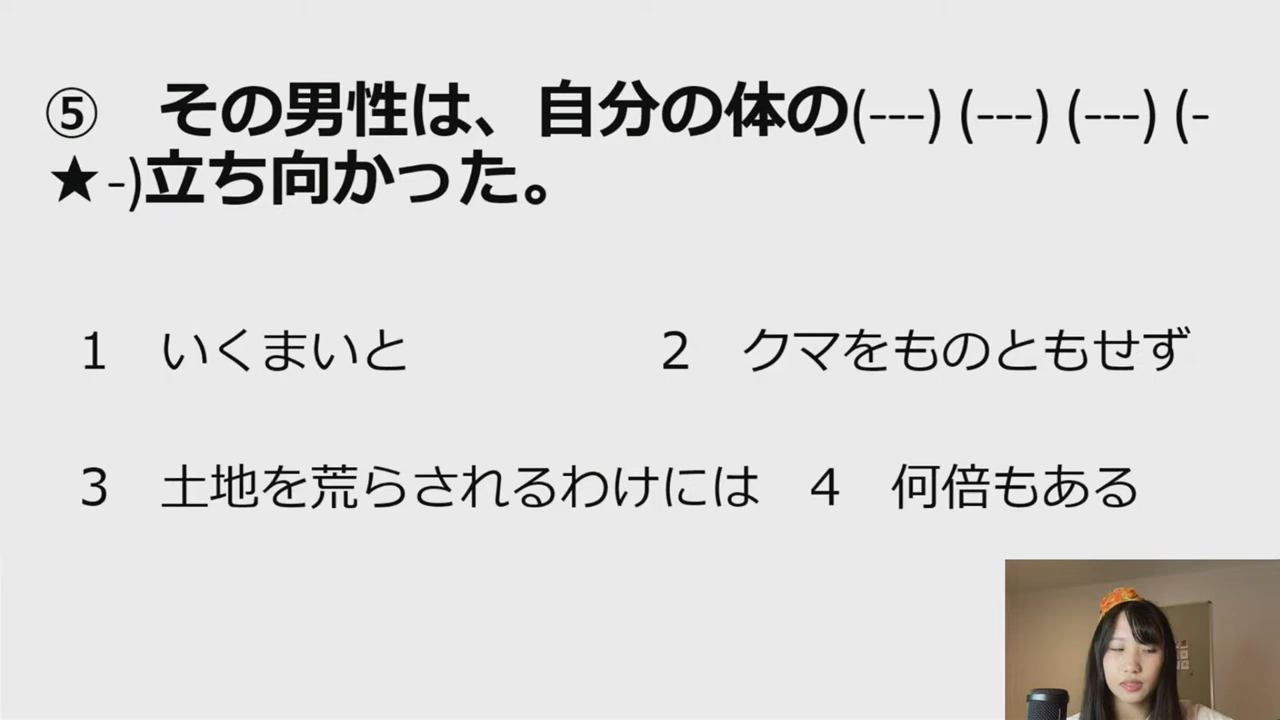 ⑤　その男性は、自分の体の(---) (---) (---) (-
★-)立ち向かった。
1　いくまいと
2　クマをものともせず
3　土地を荒らされるわけには
4　何倍もある